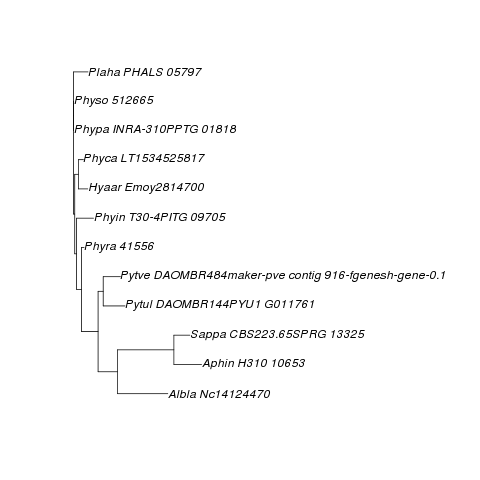 Plaha PHALS 05797
Physo 512665
Phypa INRA-310PPTG 01818
Phyca LT1534525817
Hyaar Emoy2814700
Phyin T30-4PITG 09705
Phyra 41556
Pytve DAOMBR484maker-pve contig 916-fgenesh-gene-0.1
Pytul DAOMBR144PYU1 G011761
Sappa CBS223.65SPRG 13325
Aphin H310 10653
Albla Nc14124470